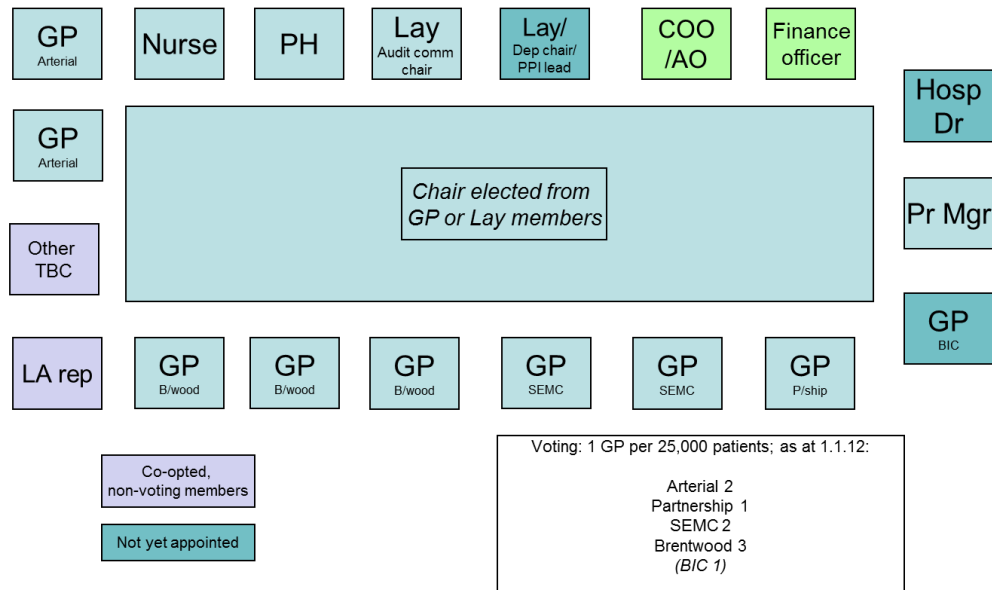 GP
Arterial
Nurse
PH
Lay
Audit comm
chair
Lay/
Dep chair/
PPI lead
COO
/AO
Finance
officer
Hosp
Dr
GP
Arterial
Chair elected from
GP or Lay members
Pr Mgr
Other
TBC
GP
BIC
LA rep
GP
B/wood
GP
B/wood
GP
B/wood
GP
SEMC
GP
SEMC
GP
P/ship
Co-opted,
non-voting members
Not yet appointed
Voting: 1 GP per 25,000 patients; as at 1.1.12:
Arterial 2
Partnership 1
SEMC 2
Brentwood 3
(BIC 1)